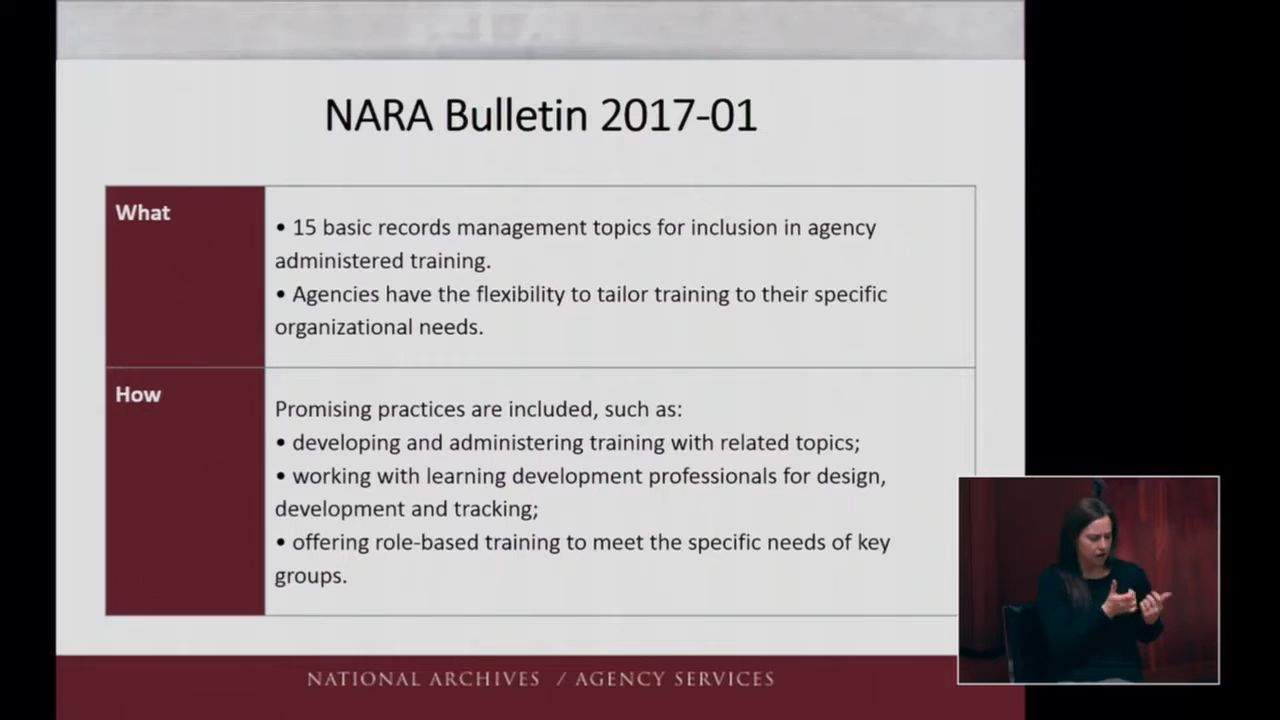 NARA Bulletin 2017-01
What
• 15 basic records management topics for inclusion in agency
administered training.
• Agencies have the flexibility to tailor training to their specific
organizational needs.
How
Promising practices are included, such as:
• developing and administering training with related topics;
• working with learning development professionals for design,
development and tracking;
• offering role-based training to meet the specific needs of key
groups.
NATIONAL ARCHIVES / AGENCY SERVICES